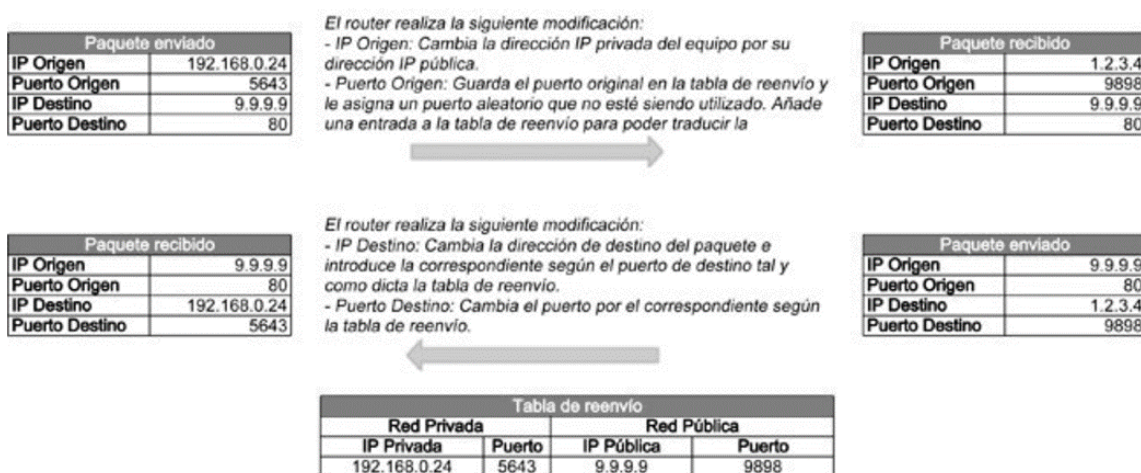 El router realiza la siguiente modificación:
- IP Origen: Cambia la dirección IP privada del equipo por su
dirección IP pública.
- Puerto Origen: Guarda el puerto original en la tabla de reenvío y
le asigna un puerto aleatorio que no esté siendo utilizado. Añade
una entrada a la tabla de reenvío para poder traducir la
Paquete enviado
IP Origen 192.168.0.24
Puerto Origen 5643
IP Destino 9.9.9.9
Puerto Destino 80
Paquete recibido
IP Origen 1.2.3.4
Puerto Origen 9898
IP Destino 9.9.9.9
Puerto Destino 80
El router realiza la siguiente modificación:
- IP Destino: Cambia la dirección de destino del paquete e
introduce la correspondiente según el puerto de destino tal y
como dicta la tabla de reenvío.
- Puerto Destino: Cambia el puerto por el correspondiente según
la tabla de reenvío.
Paquete recibido
IP Origen 9.9.9.9
Puerto Origen 80
IP Destino 192.168.0.24
Puerto Destino 5643
Paquete enviado
IP Origen 9.9.9.9
Puerto Origen 80
IP Destino 1.2.3.4
Puerto Destino 9898
Tabla de reenvío
Red Privada Red Pública
IP Privada Puerto IP Pública Puerto
192.168.0.24 5643 9.9.9.9 9898